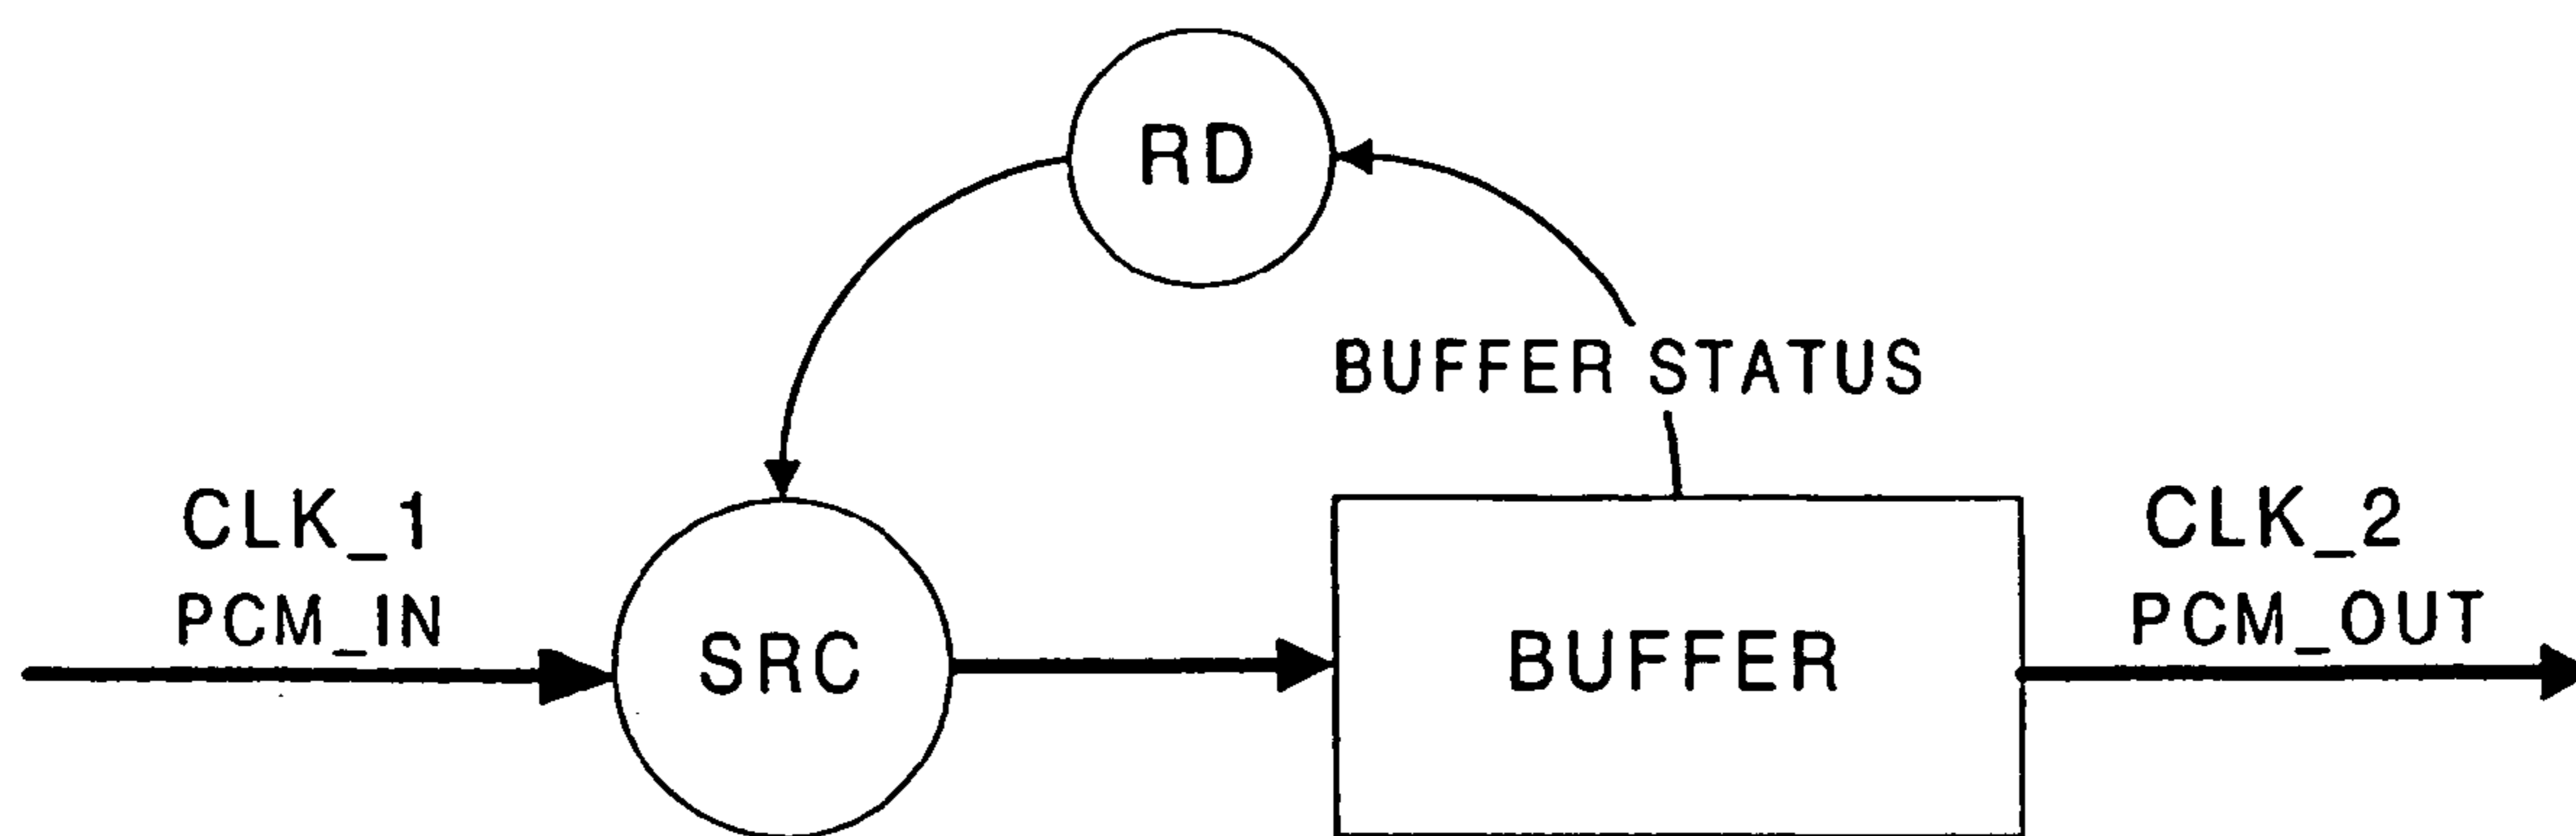 RD
BUFFER STATUS
CLK_1
PCM_IN
SRC
BUFFER
CLK_2
PCM_OUT